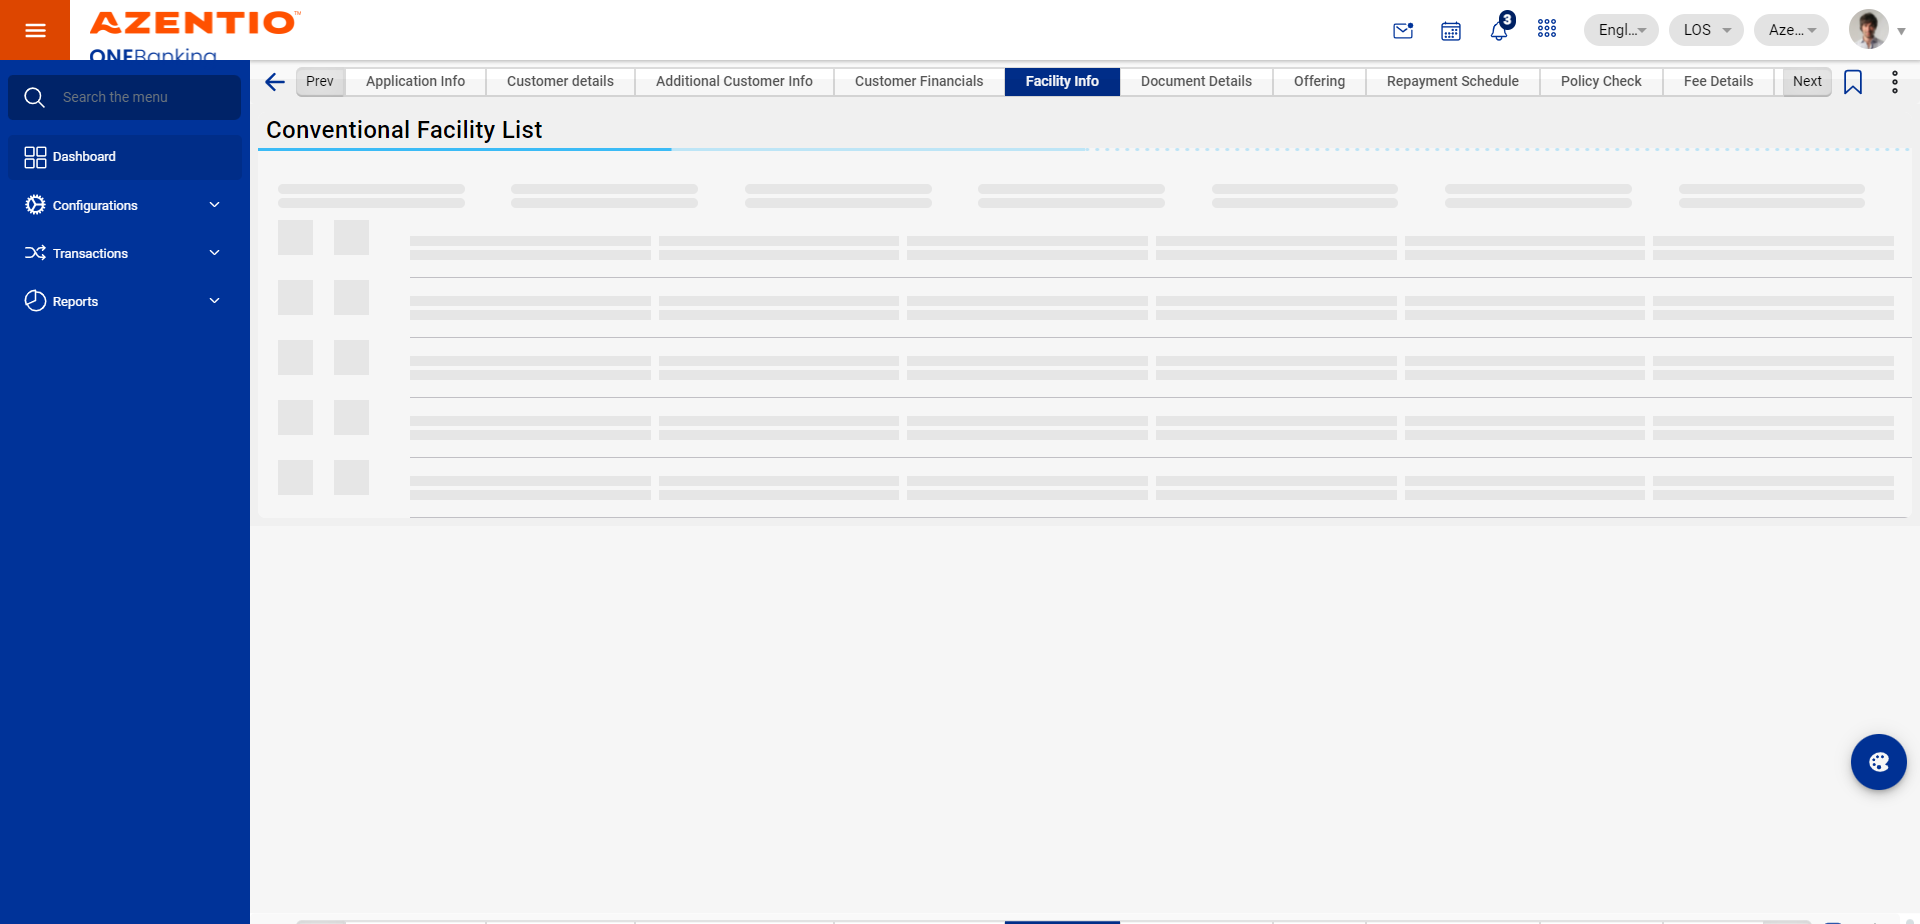 AZENTIO™
ONEBanking
3
Engl...
LOS
Aze...
Search the menu
Dashboard
Configurations
Transactions
Reports
Prev
Application Info
Customer details
Additional Customer Info
Customer Financials
Facility Info
Document Details
Offering
Repayment Schedule
Policy Check
Fee Details
Next
Conventional Facility List